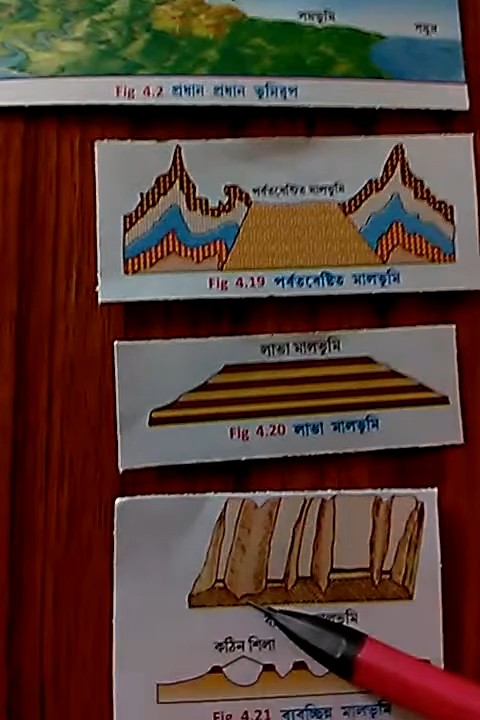 সমভূমি
সমুদ্র
Fig 4.2 প্রধান প্রধান ভূমিরূপ
পর্বতবেষ্টিত মালভূমি
Fig 4.19 পর্বতবেষ্টিত মালভূমি
লাভা মালভূমি
Fig 4.20 লাভা মালভূমি
কঠিন শিলা
Fig 4.21 ব্যবচ্ছিন্ন মালভূমি